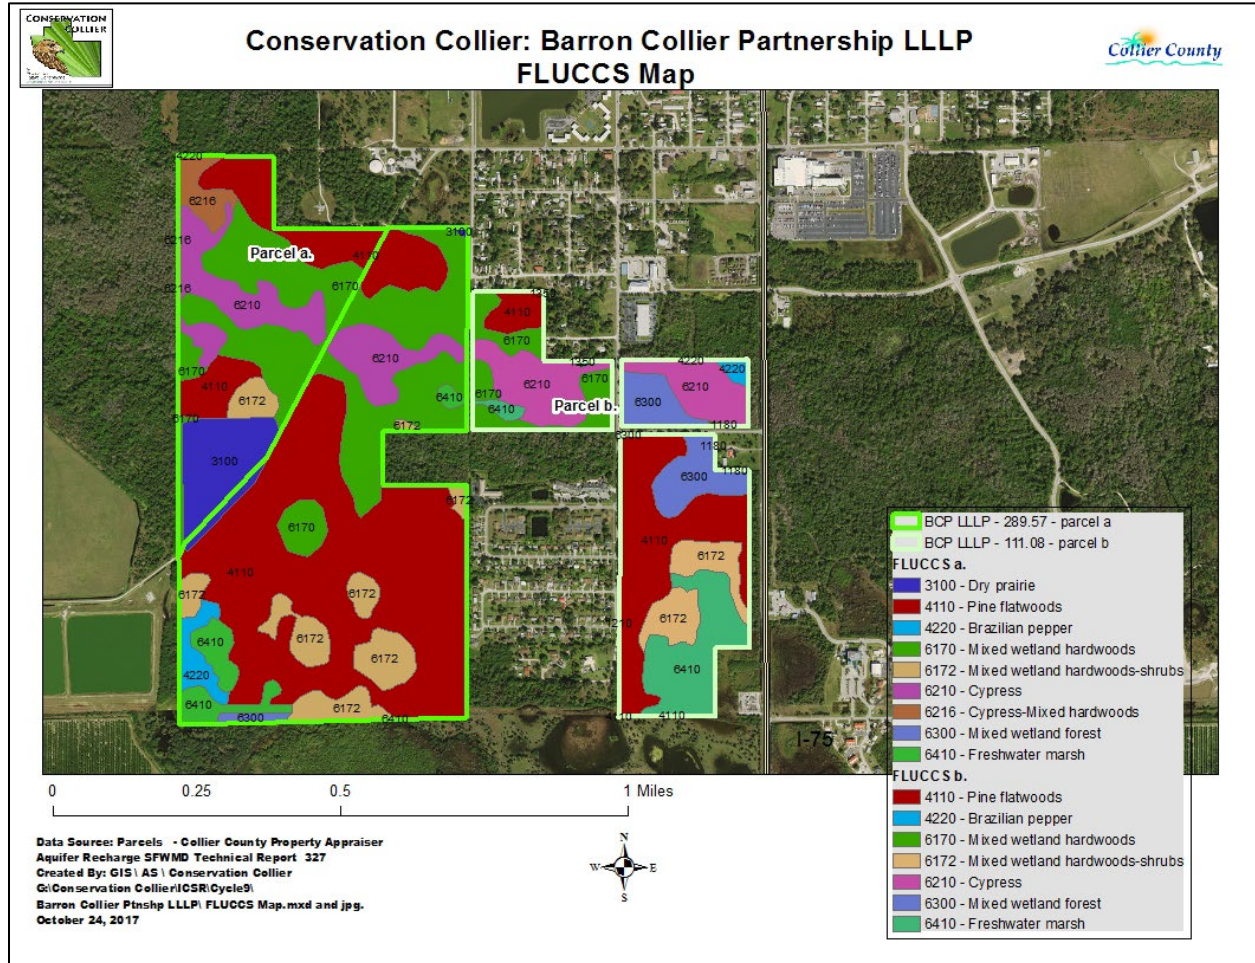 CONSERVATION
COLLIER
Conservation Collier: Barron Collier Partnership LLLP
FLUCCS Map
Collier County
4220
6216
6216
Parcel a.
3100
4110
6216
6170
6210
4110
6170
6210
6170
4110
6172
6410
6170
6172
3100
6172
6170
4110
6172
6172
6410
6172
6172
4220
6410
6172
6300
6410
1350
4220
4220
6170
6210
6170
6210
6410
Parcel b.
6300
1180
6300
1180
6300
1180
4110
6172
6172
6410
4110
4110
I-75
BCP LLLP - 289.57 - parcel a
BCP LLLP - 111.08 - parcel b
FLUCCS a.
3100 - Dry prairie
4110 - Pine flatwoods
4220 - Brazilian pepper
6170 - Mixed wetland hardwoods
6172 - Mixed wetland hardwoods-shrubs
6210 - Cypress
6216 - Cypress-Mixed hardwoods
6300 - Mixed wetland forest
6410 - Freshwater marsh
FLUCCS b.
4110 - Pine flatwoods
4220 - Brazilian pepper
6170 - Mixed wetland hardwoods
6172 - Mixed wetland hardwoods-shrubs
6210 - Cypress
6300 - Mixed wetland forest
6410 - Freshwater marsh
0 0.25 0.5 1 Miles
Data Source: Parcels - Collier County Property Appraiser
Aquifer Recharge SFWMD Technical Report 327
Created By: GIS \ AS \ Conservation Collier
G:\Conservation Collier\ICSR\Cycle9\
Barron Collier Ptnshp LLLP\ FLUCCS Map.mxd and jpg.
October 24, 2017
N
W E
S